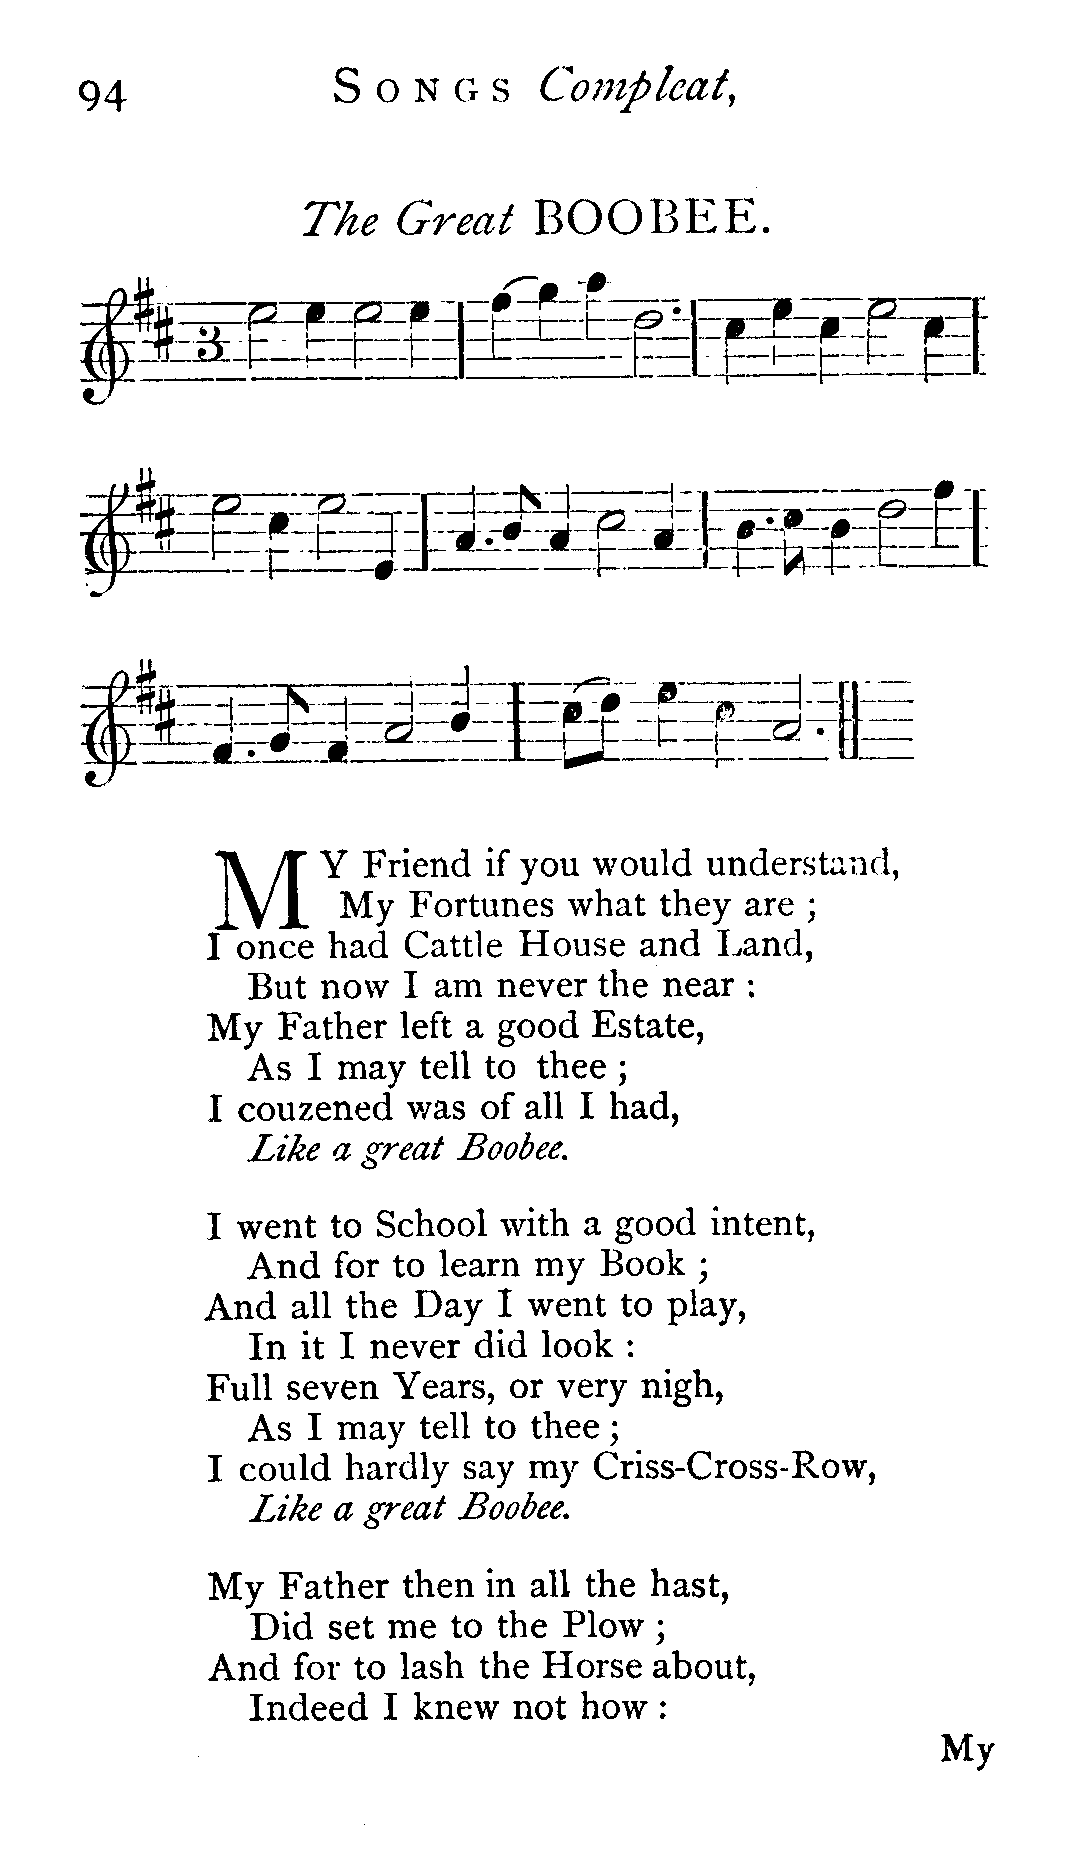 94 SONGS Compleat,
The Great BOOBEE.
3
MY Friend if you would understand,
My Fortunes what they are ;
I once had Cattle House and Land,
But now I am never the near :
My Father left a good Estate,
As I may tell to thee ;
I couzened was of all I had,
Like a great Boobee.
I went to School with a good intent,
And for to learn my Book ;
And all the Day I went to play,
In it I never did look :
Full seven Years, or very nigh,
As I may tell to thee ;
I could hardly say my Criss-Cross-Row,
Like a great Boobee.
My Father then in all the hast,
Did set me to the Plow ;
And for to lash the Horse about,
Indeed I knew not how :
My